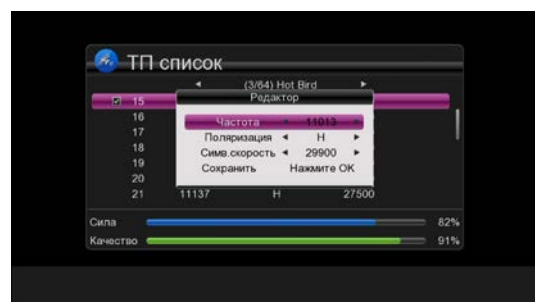 ТП список
(3/64) Hot Bird
Редактор
15
Частота 11013
16
Поляризация H
17
Симв.скорость 29900
18
Сохранить Нажмите OK
19
20
21 11137 H 27500
Сила 82%
Качество 91%